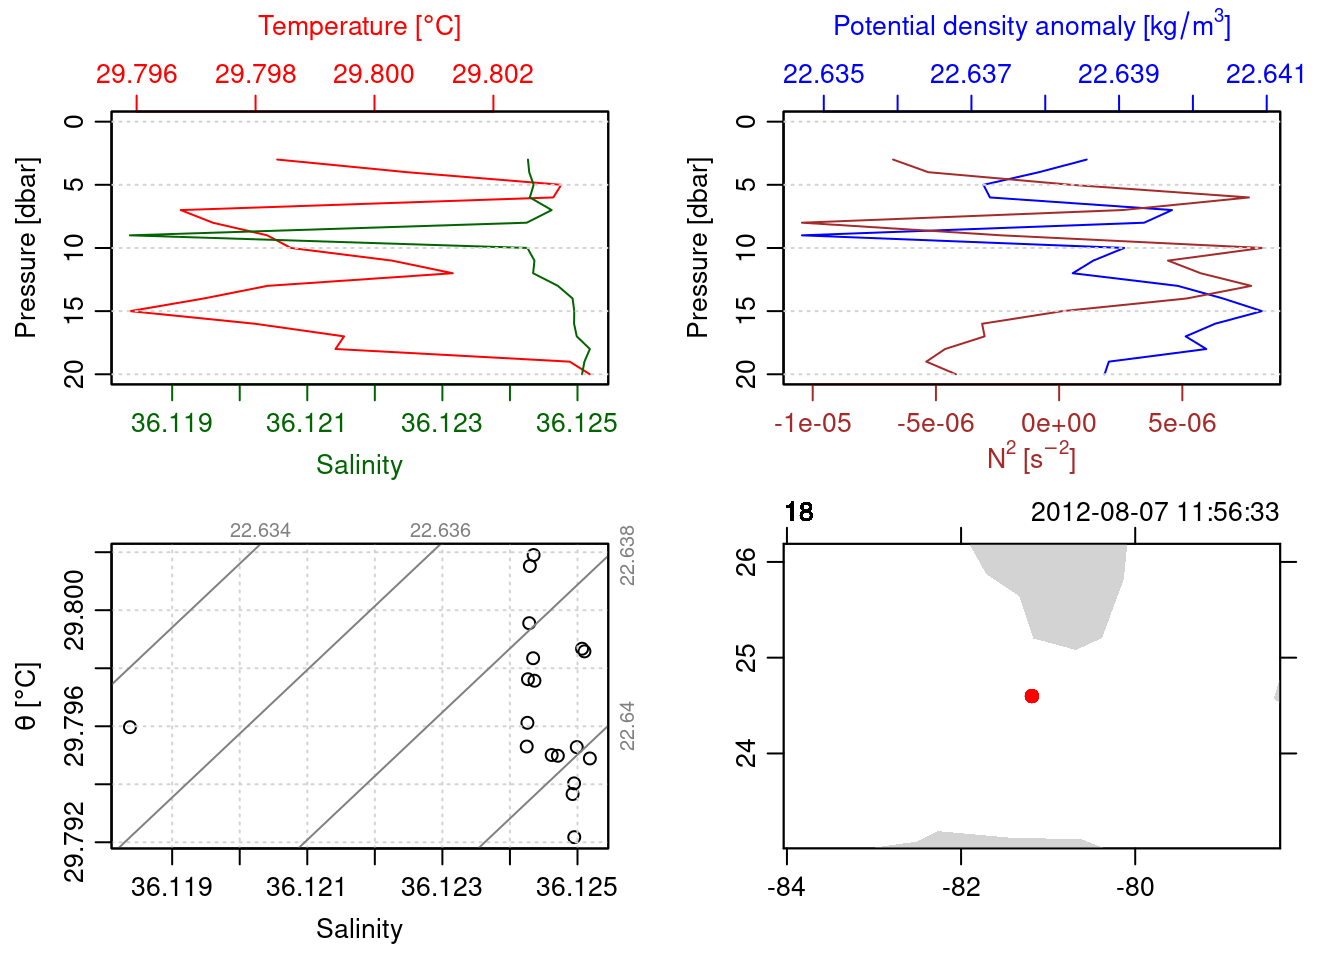 Temperature [°C]
29.796 29.798 29.800 29.802
Pressure [dbar]
0
5
10
15
20
36.119 36.121 36.123 36.125
Salinity
Potential density anomaly [kg/m³]
22.635 22.637 22.639 22.641
Pressure [dbar]
0
5
10
15
20
-1e-05 -5e-06 0e+00 5e-06
N² [s⁻²]
22.634 22.636
22.638
22.64
θ [°C]
29.800
29.796
29.792
36.119 36.121 36.123 36.125
Salinity
18 2012-08-07 11:56:33
26
25
24
-84 -82 -80